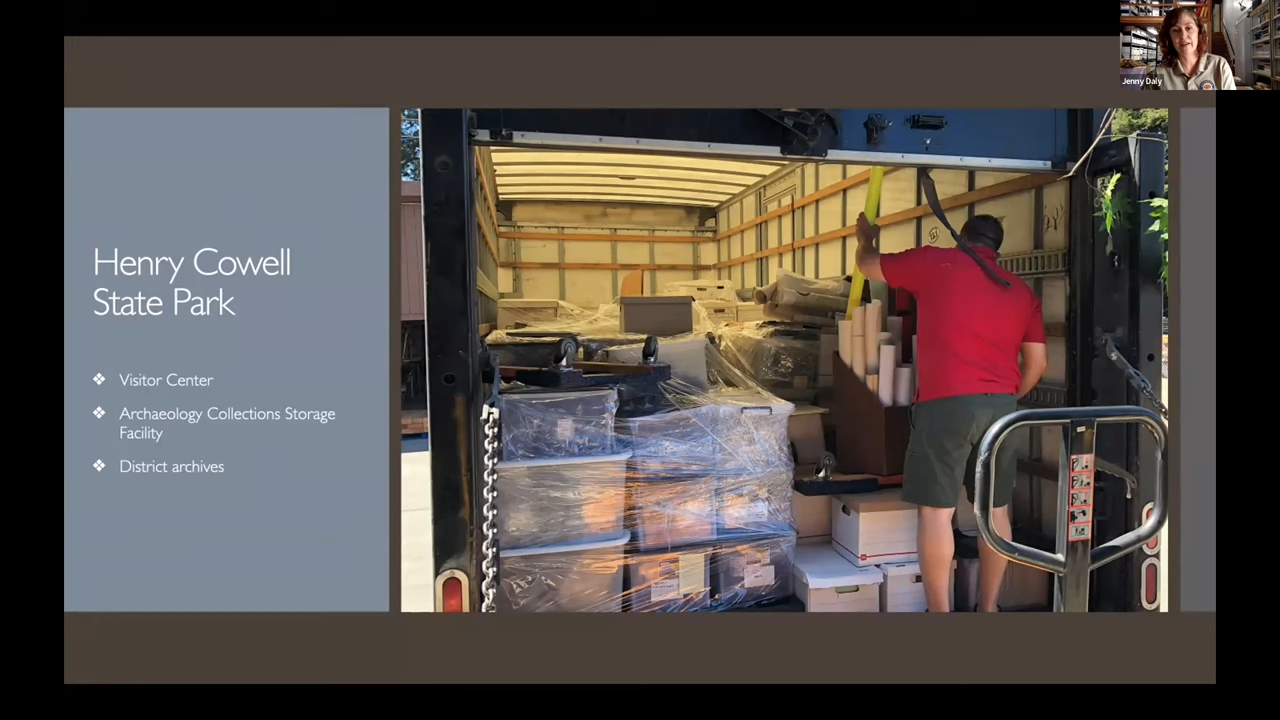 Jenny Daly
Henry Cowell
State Park
❖ Visitor Center
❖ Archaeology Collections Storage
Facility
❖ District archives